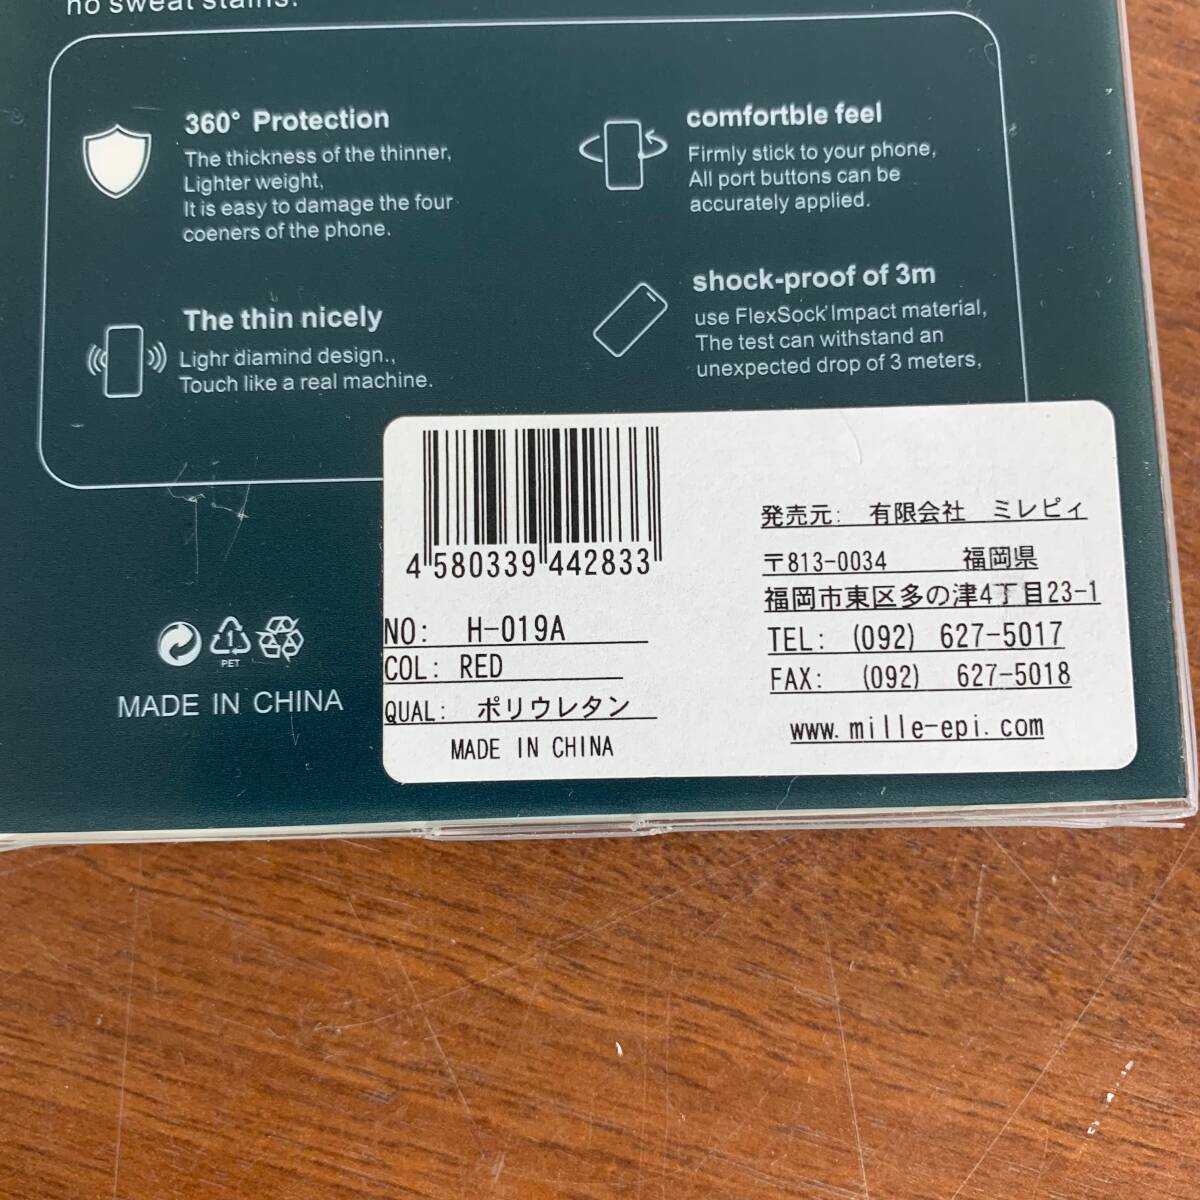 no sweat stains.
360° Protection
The thickness of the thinner,
Lighter weight,
It is easy to damage the four
coeners of the phone.
comfortble feel
Firmly stick to your phone,
All port buttons can be
accurately applied.
The thin nicely
Lighr diamind design.,
Touch like a real machine.
shock-proof of 3m
use FlexSock Impact material,
The test can withstand an
unexpected drop of 3 meters,
4 580339 442833
NO: H-019A
COL: RED
QUAL: ポリウレタン
MADE IN CHINA
発売元: 有限会社 ミレピィ
〒813-0034 福岡県
福岡市東区多の津4丁目23-1
TEL: (092) 627-5017
FAX: (092) 627-5018
www.mille-epi.com
1
PET
MADE IN CHINA